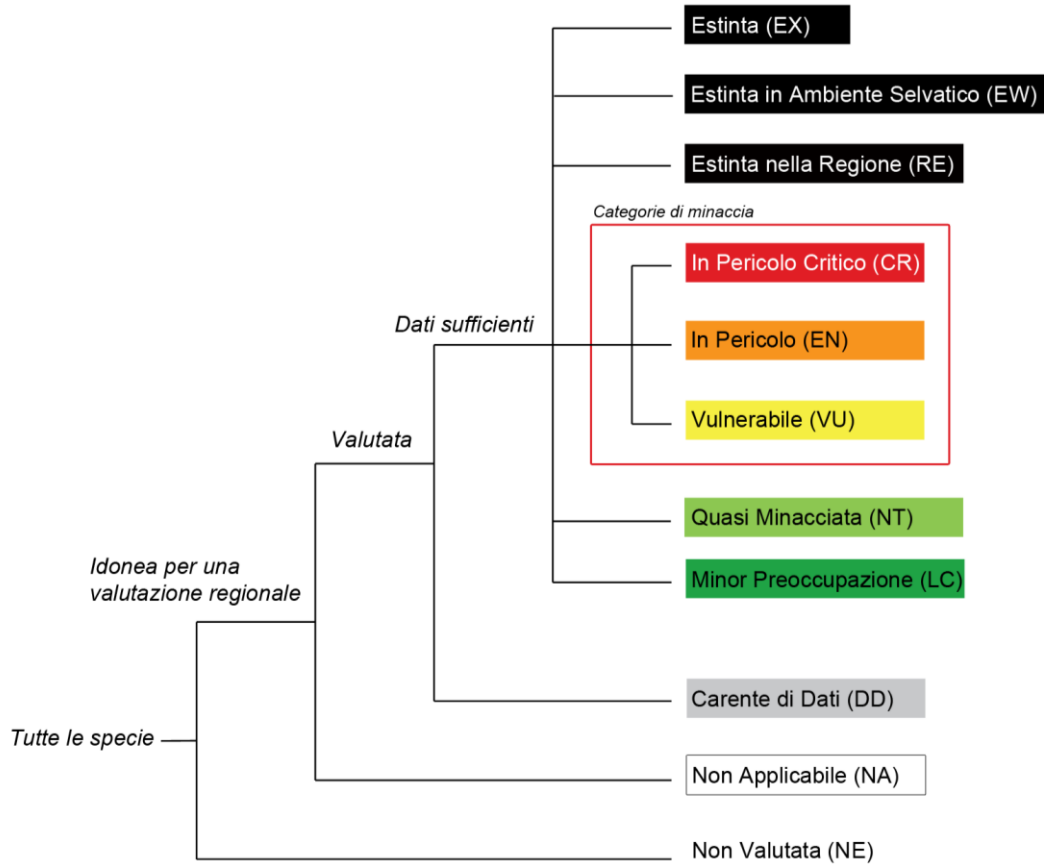 Estinta (EX)
Estinta in Ambiente Selvatico (EW)
Estinta nella Regione (RE)
Categorie di minaccia
In Pericolo Critico (CR)
Dati sufficienti
In Pericolo (EN)
Vulnerabile (VU)
Valutata
Quasi Minacciata (NT)
Idonea per una
valutazione regionale
Minor Preoccupazione (LC)
Carente di Dati (DD)
Tutte le specie
Non Applicabile (NA)
Non Valutata (NE)